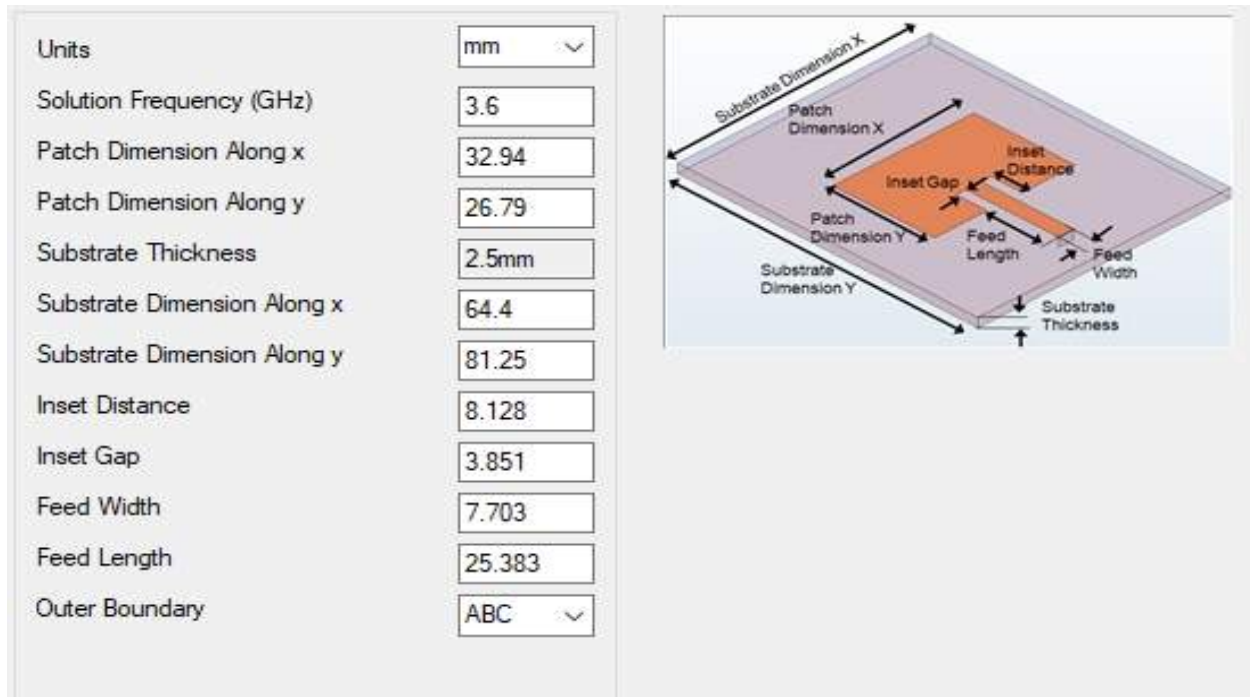 Units mm
Solution Frequency (GHz) 3.6
Patch Dimension Along x 32.94
Patch Dimension Along y 26.79
Substrate Thickness 2.5mm
Substrate Dimension Along x 64.4
Substrate Dimension Along y 81.25
Inset Distance 8.128
Inset Gap 3.851
Feed Width 7.703
Feed Length 25.383
Outer Boundary ABC
Substrate Dimension X
Patch
Dimension X
Inset
Distance
Inset Gap
Patch
Dimension Y
Feed
Length
Feed
Width
Substrate
Dimension Y
Substrate
Thickness